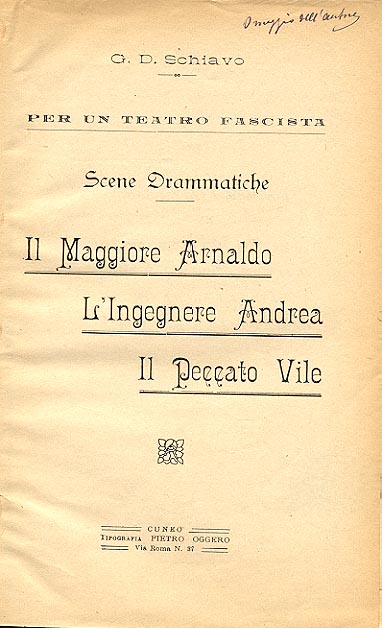 Omaggio dell'autore
G. D. Schiavo
PER UN TEATRO FASCISTA
Scene Drammatiche
Il Maggiore Arnaldo
L'Ingegnere Andrea
Il Peccato Vile
CUNEO
TIPOGRAFIA PIETRO OGGERO
Via Roma N. 37